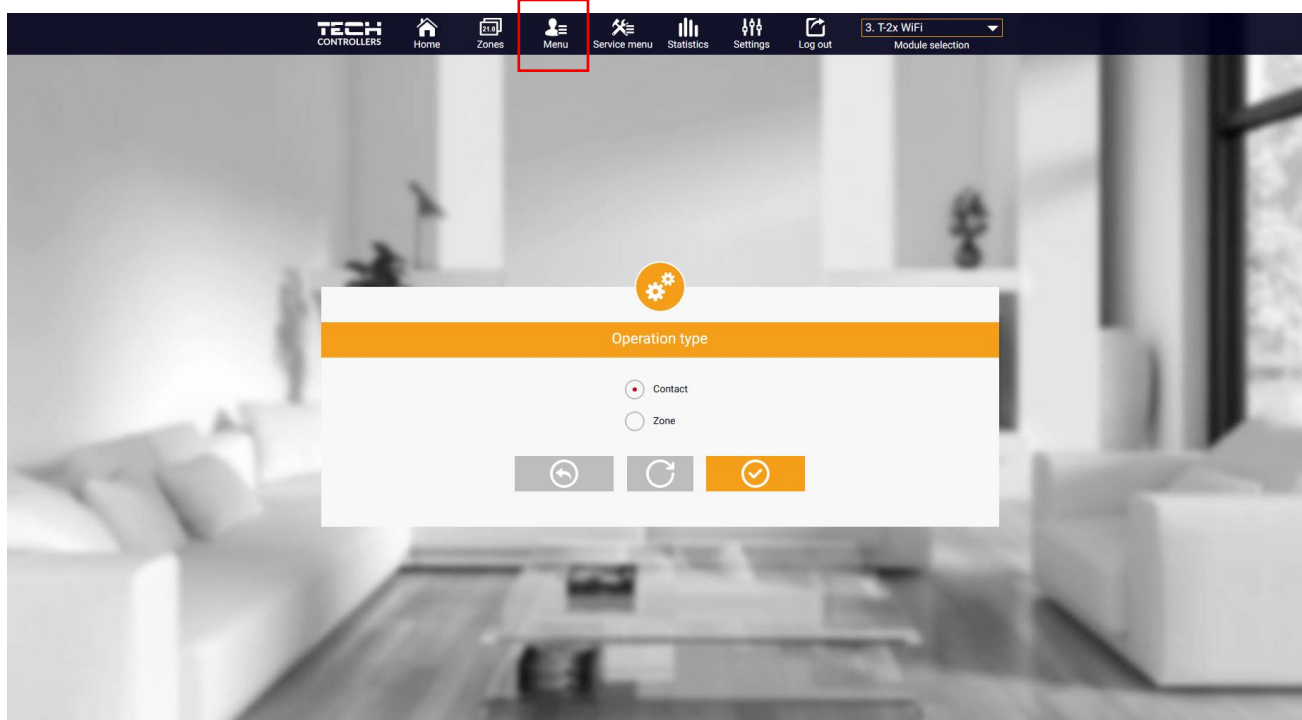 TECH
CONTROLLERS
Home
21.0
Zones
Menu
Service menu
Statistics
Settings
Log out
3. T-2x WiFi
Module selection
Operation type
Contact
Zone